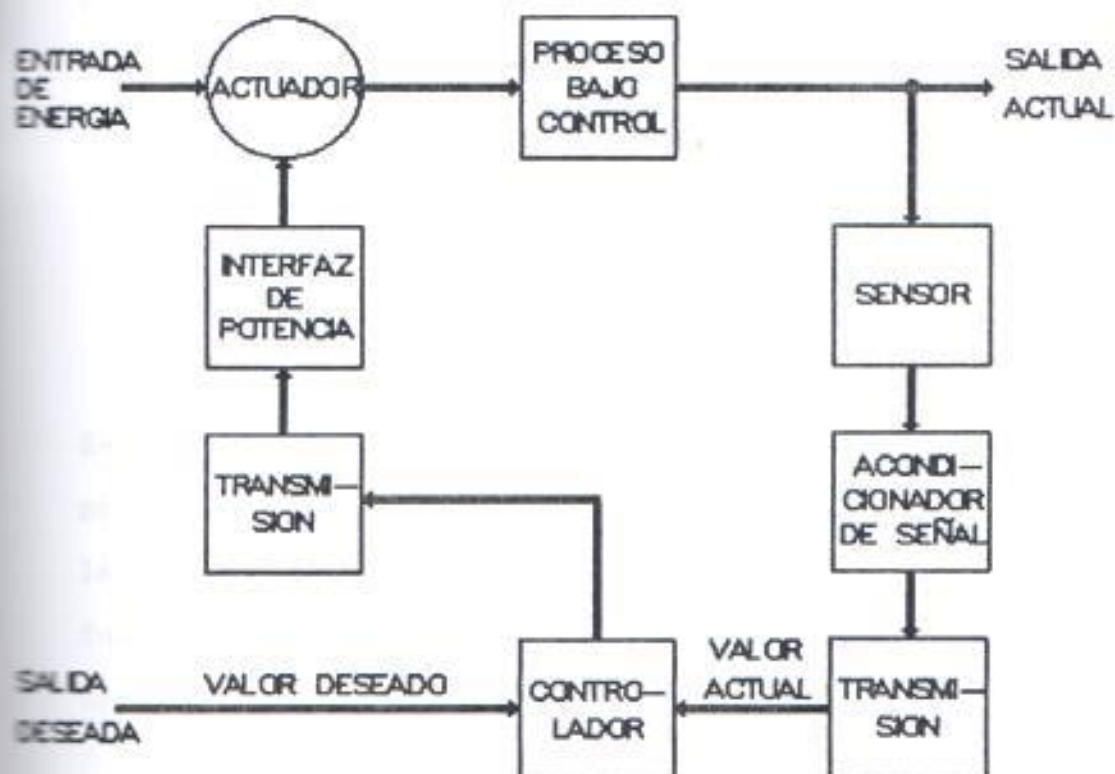 ENTRADA
DE
ENERGIA
ACTUADOR
PROCESO
BAJO
CONTROL
SALIDA
ACTUAL
INTERFAZ
DE
POTENCIA
SENSOR
TRANSMI-
SION
ACONDI-
CIONADOR
DE SEÑAL
SALIDA
DESEADA
VALOR DESEADO
CONTRO-
LADOR
VALOR
ACTUAL
TRANSMI-
SION